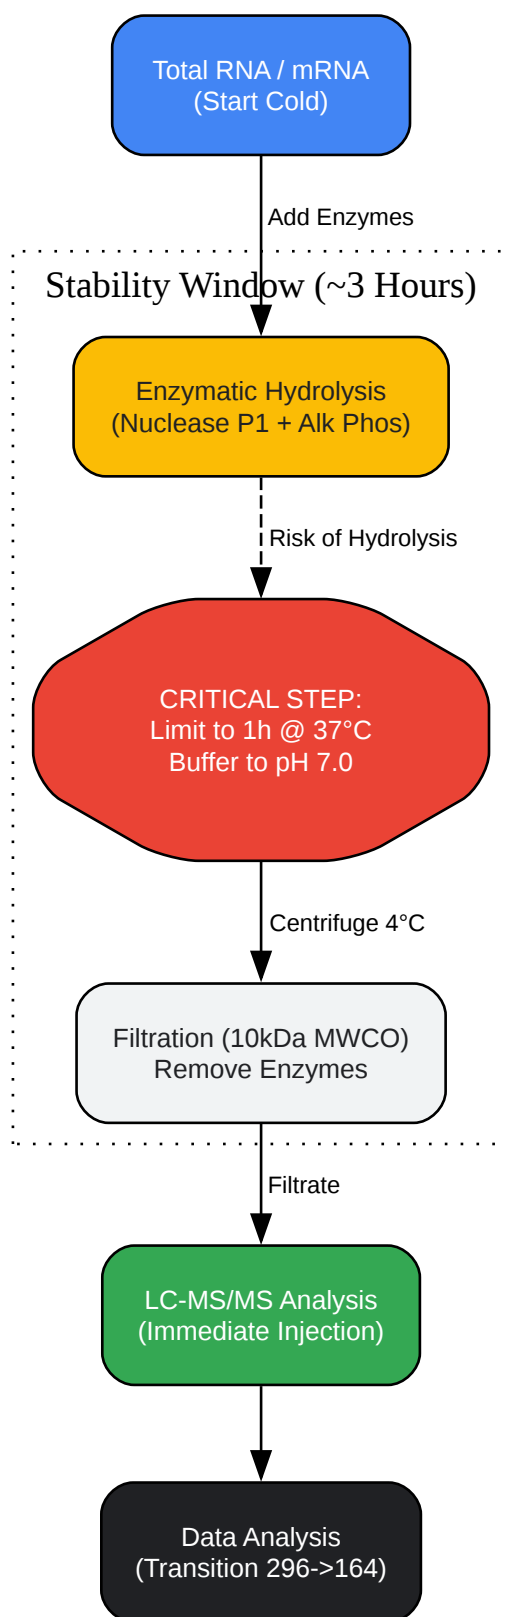 Total RNA / mRNA
(Start Cold)
Add Enzymes
Stability Window (~3 Hours)
Enzymatic Hydrolysis
(Nuclease P1 + Alk Phos)
Risk of Hydrolysis
CRITICAL STEP:
Limit to 1h @ 37°C
Buffer to pH 7.0
Centrifuge 4°C
Filtration (10kDa MWCO)
Remove Enzymes
Filtrate
LC-MS/MS Analysis
(Immediate Injection)
Data Analysis
(Transition 296->164)